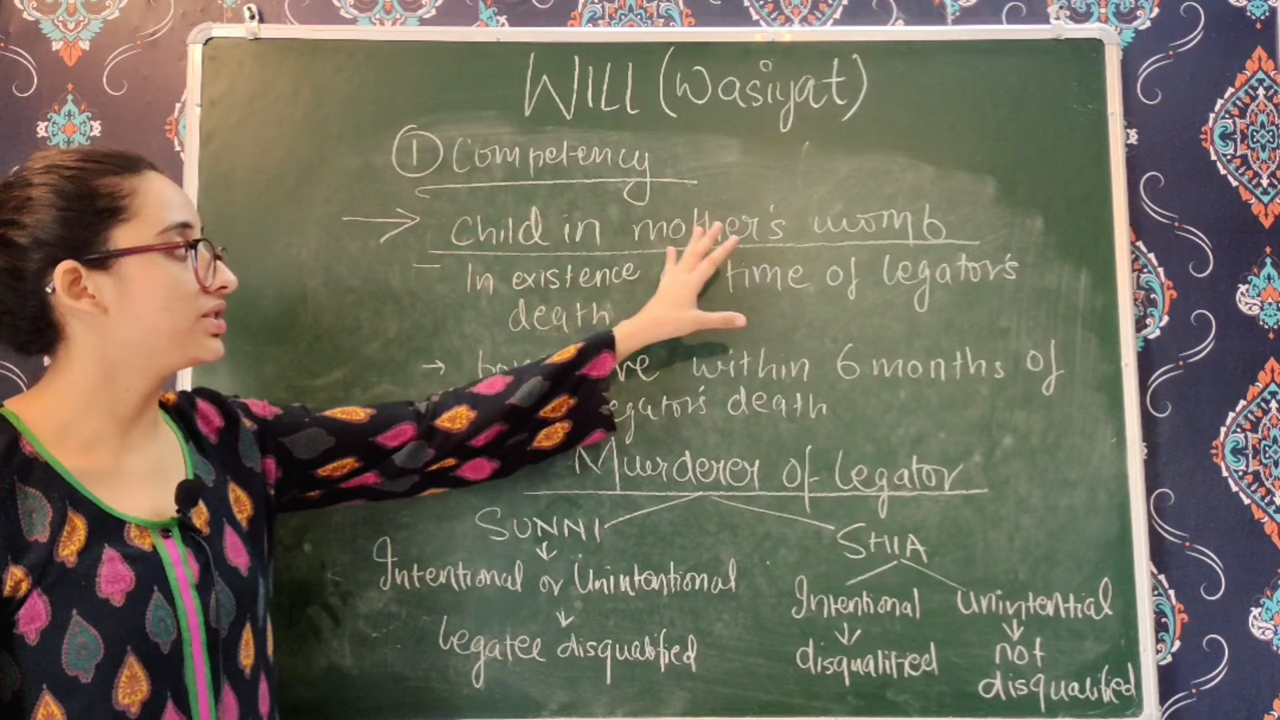 WILL (Wasiyat)
① Competency
→ Child in mother's womb
– In existence time of legator's
death
→ within 6 months of
death
Murderer of legator
SUNNI
SHIA
Intentional or Unintentional
Intentional
Unintential
legatee disqualified
disqualified
not
disqualified